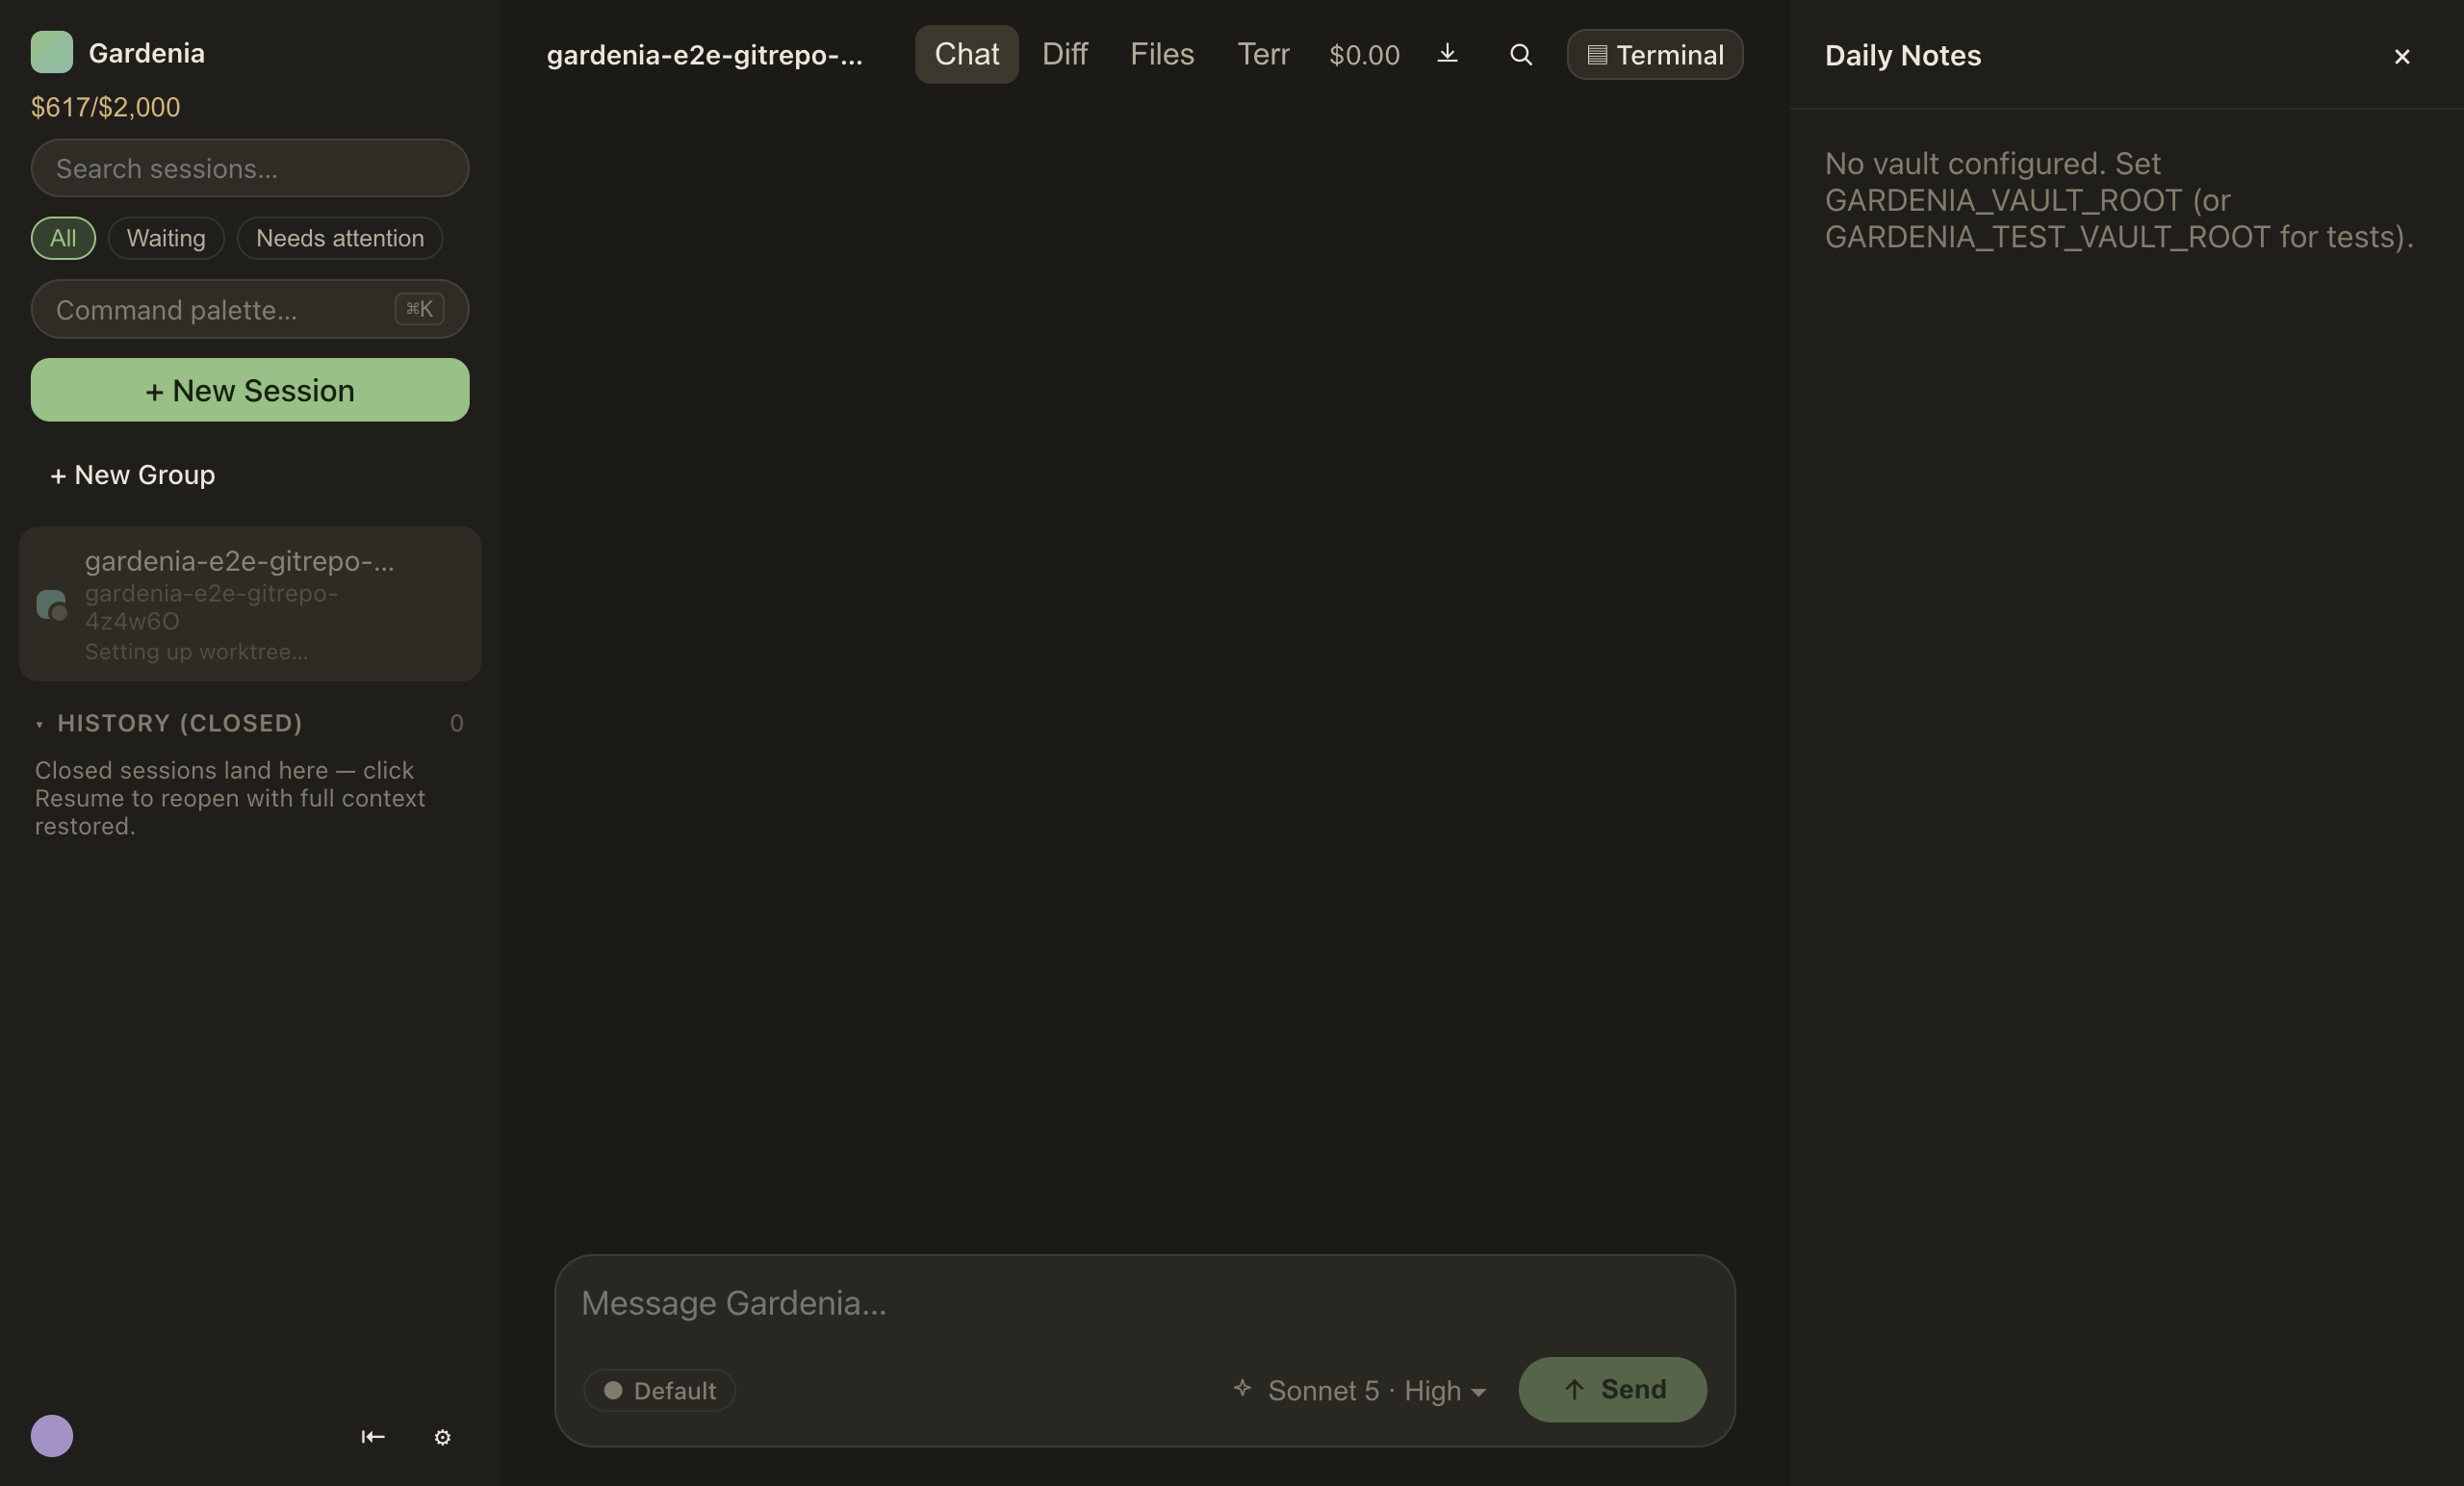 Gardenia
$617/$2,000
Search sessions...
All
Waiting
Needs attention
Command palette...
⌘K
+ New Session
+ New Group
gardenia-e2e-gitrepo-...
gardenia-e2e-gitrepo-
4z4w6O
Setting up worktree...
▾ HISTORY (CLOSED) 0
Closed sessions land here — click
Resume to reopen with full context
restored.
gardenia-e2e-gitrepo-...
Chat
Diff
Files
Terr
$0.00
Terminal
Message Gardenia...
Default
Sonnet 5 · High
Send
Daily Notes
×
No vault configured. Set
GARDENIA_VAULT_ROOT (or
GARDENIA_TEST_VAULT_ROOT for tests).